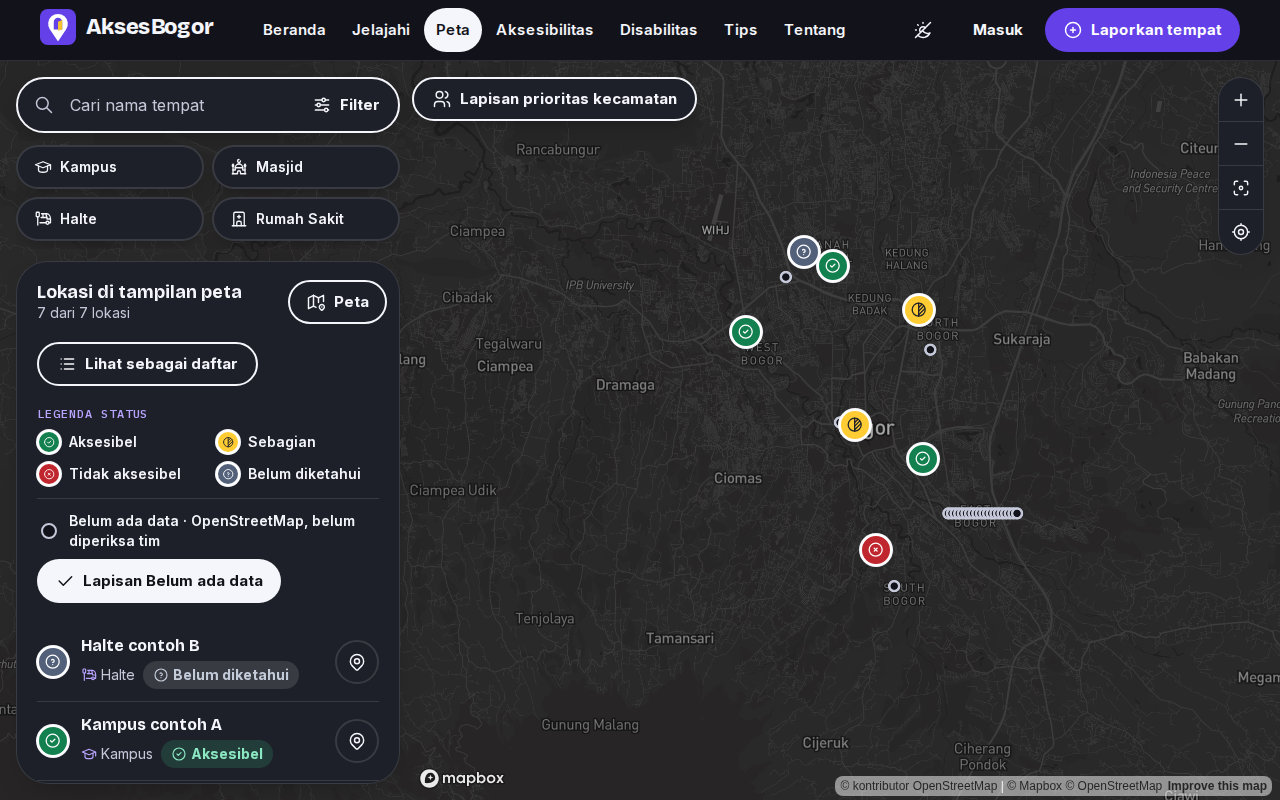 AksesBogor
Beranda
Jelajahi
Peta
Aksesibilitas
Disabilitas
Tips
Tentang
Masuk
Laporkan tempat
Cari nama tempat
Filter
Lapisan prioritas kecamatan
Kampus
Masjid
Halte
Rumah Sakit
Lokasi di tampilan peta
7 dari 7 lokasi
Peta
Lihat sebagai daftar
LEGENDA STATUS
Aksesibel
Sebagian
Tidak aksesibel
Belum diketahui
Belum ada data · OpenStreetMap, belum
diperiksa tim
Lapisan Belum ada data
Halte contoh B
Halte
Belum diketahui
Kampus contoh A
Kampus
Aksesibel
Rancabungur
Indonesia Peace
and Security Centre
Ciampea
WIHJ
KEDUNG
HALANG
IPB University
Cibadak
KEDUNG
BADAK
BOGOR
Sukaraja
Tegalwaru
Ciampea
BOGOR
Babakan
Madang
Dramaga
Ciomas
Ciampea Udik
BOGOR
BOGOR
Tenjolaya
Tamansari
Gunung Malang
Cijeruk
Ciherang
Pondok
mapbox
© kontributor OpenStreetMap | © Mapbox © OpenStreetMap Improve this map